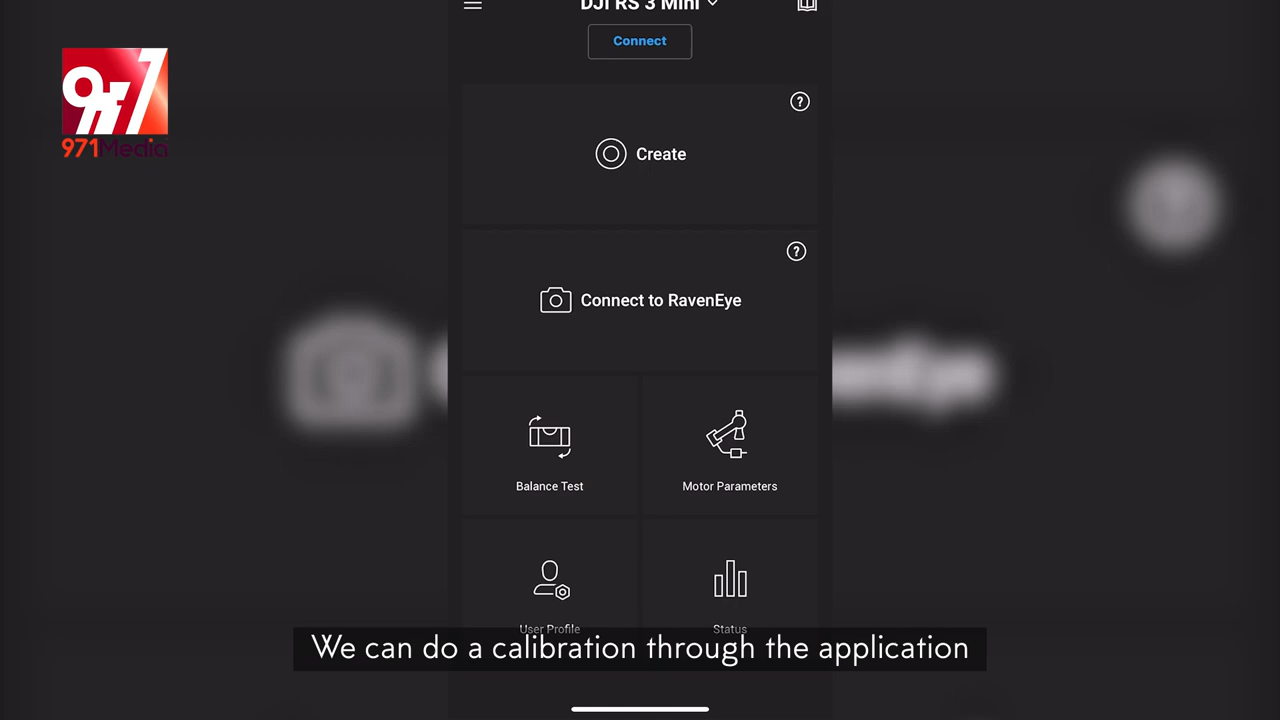 DJI RS 3 Mini
Connect
971
971Media
?
Create
?
Connect to RavenEye
Balance Test
Motor Parameters
User Profile
Status
We can do a calibration through the application